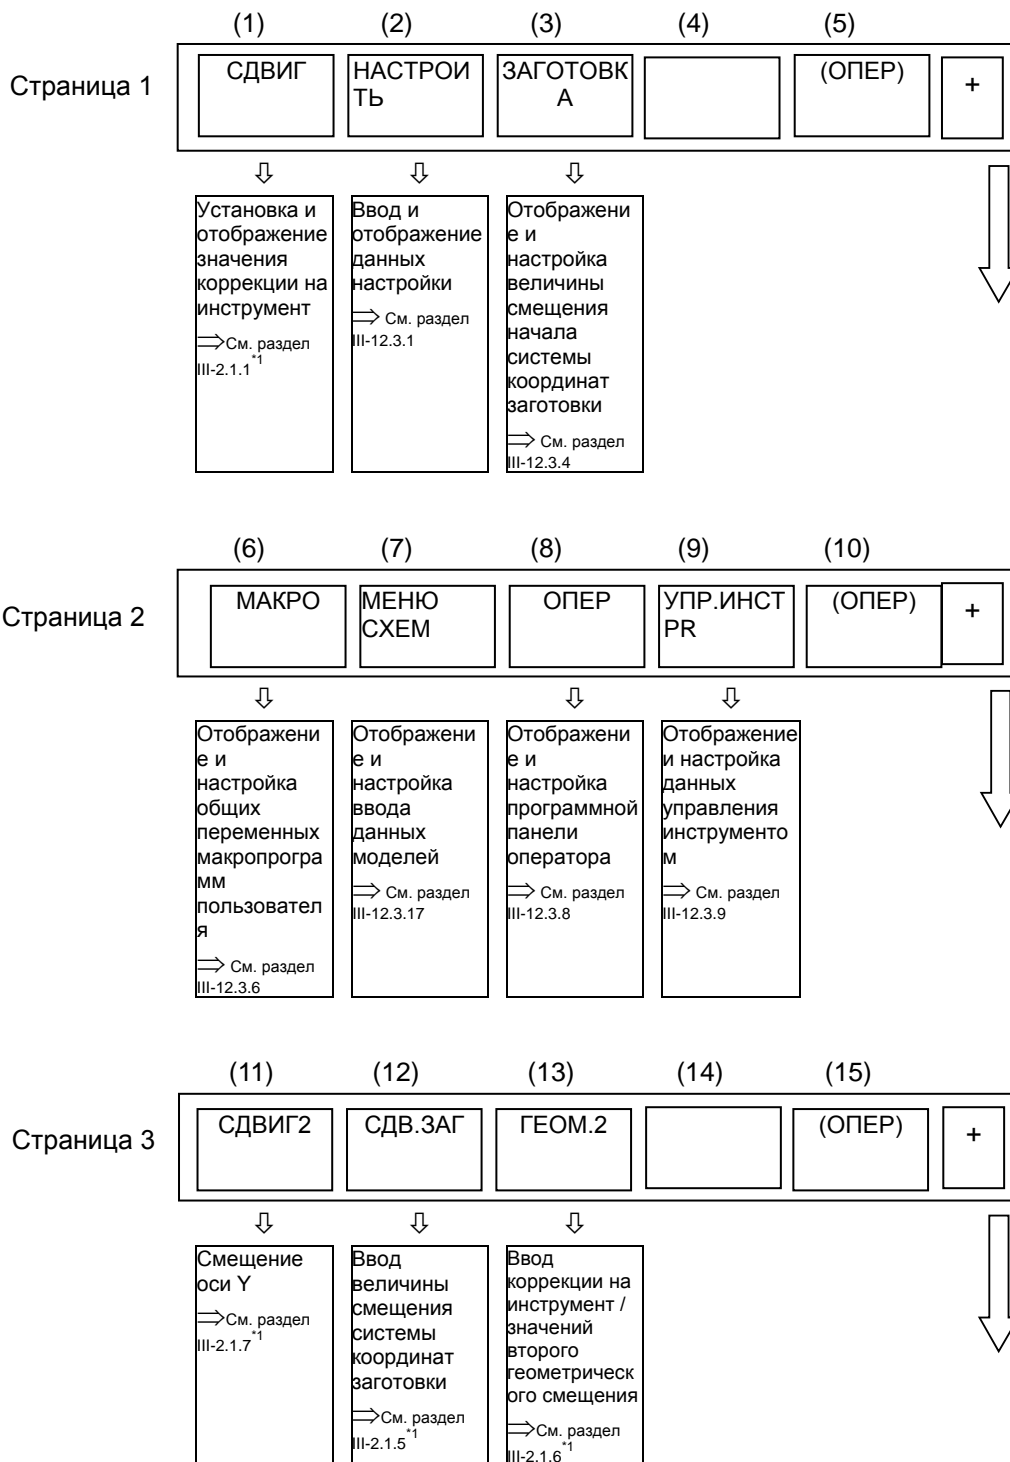 (1) (2) (3) (4) (5)
Страница 1
СДВИГ
НАСТРОИ
ТЬ
ЗАГОТОВК
А
(ОПЕР)
+
⇩ ⇩ ⇩
Установка и
отображение
значения
коррекции на
инструмент
⇒См. раздел
III-2.1.1*1
Ввод и
отображение
данных
настройки
⇒ См. раздел
III-12.3.1
Отображени
е и
настройка
величины
смещения
начала
системы
координат
заготовки
⇒ См. раздел
III-12.3.4
(6) (7) (8) (9) (10)
Страница 2
МАКРО
МЕНЮ
СХЕМ
ОПЕР
УПР.ИНСТ
PR
(ОПЕР)
+
⇩ ⇩ ⇩
Отображени
е и
настройка
общих
переменных
макропрогра
мм
пользовател
я
⇒ См. раздел
III-12.3.6
Отображени
е и
настройка
ввода
данных
моделей
⇒ См. раздел
III-12.3.17
Отображени
е и
настройка
программной
панели
оператора
⇒ См. раздел
III-12.3.8
Отображение
и настройка
данных
управления
инструменто
м
⇒ См. раздел
III-12.3.9
(11) (12) (13) (14) (15)
Страница 3
СДВИГ2
СДВ.ЗАГ
ГЕОМ.2
(ОПЕР)
+
⇩ ⇩ ⇩
Смещение
оси Y
⇒См. раздел
III-2.1.7*1
Ввод
величины
смещения
системы
координат
заготовки
⇒См. раздел
III-2.1.5*1
Ввод
коррекции на
инструмент /
значений
второго
геометрическ
ого смещения
⇒См. раздел
III-2.1.6*1